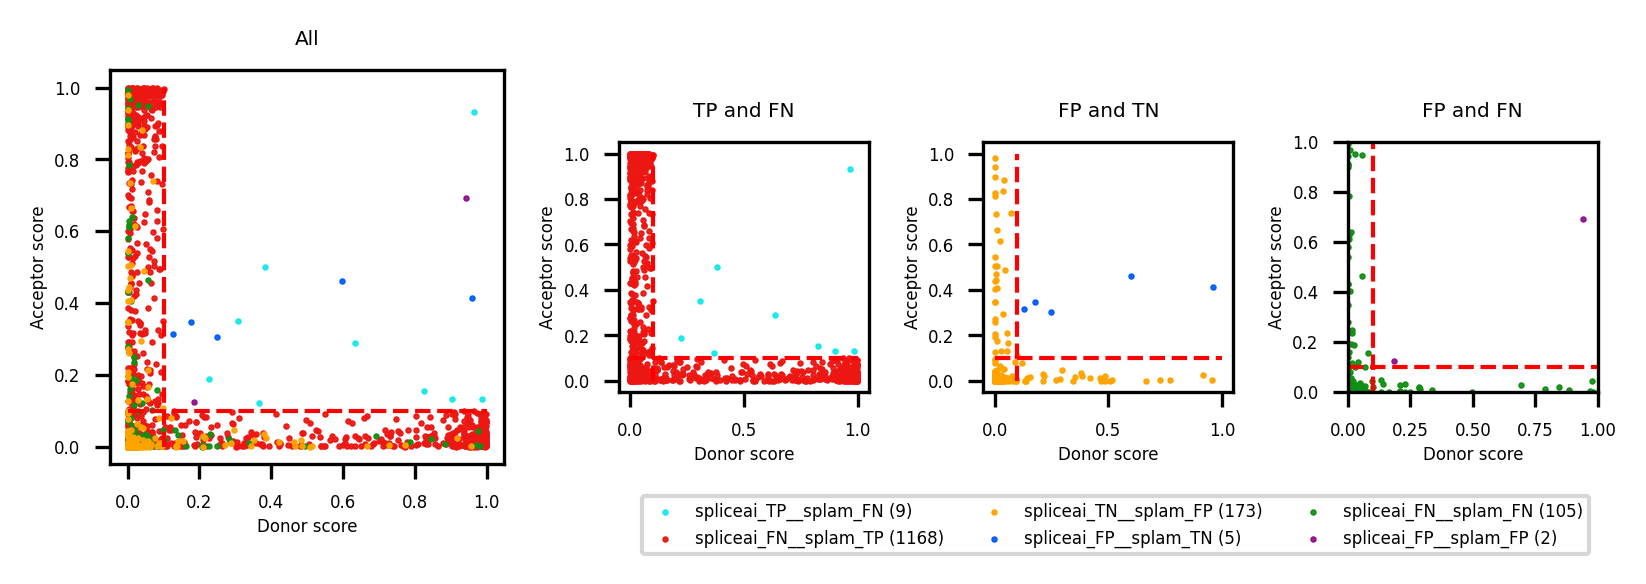 All
1.0
0.8
0.6
0.4
0.2
0.0
Acceptor score
0.0 0.2 0.4 0.6 0.8 1.0
Donor score
TP and FN
1.0
0.8
0.6
0.4
0.2
0.0
Acceptor score
0.0 1.0
Donor score
FP and TN
1.0
0.8
0.6
0.4
0.2
0.0
Acceptor score
0.0 0.5 1.0
Donor score
FP and FN
1.0
0.8
0.6
0.4
0.2
0.0
Acceptor score
0.00 0.25 0.50 0.75 1.00
Donor score
spliceai_TP__splam_FN (9)
spliceai_FN__splam_TP (1168)
spliceai_TN__splam_FP (173)
spliceai_FP__splam_TN (5)
spliceai_FN__splam_FN (105)
spliceai_FP__splam_FP (2)